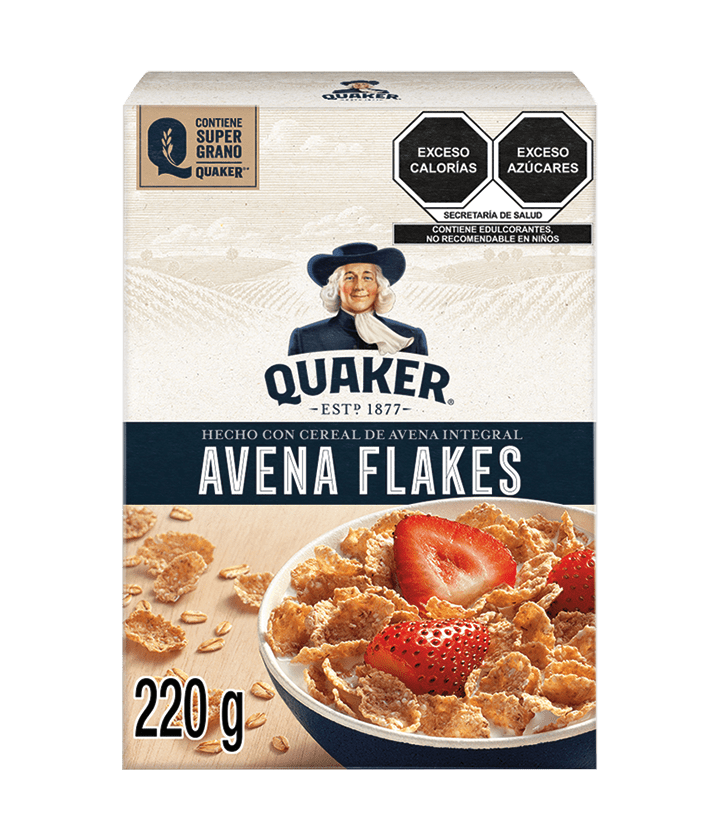 QUAKER
CONTIENE
SUPER
GRANO
QUAKER
EXCESO
CALORÍAS
EXCESO
AZÚCARES
SECRETARÍA DE SALUD
CONTIENE EDULCORANTES,
NO RECOMENDABLE EN NIÑOS
QUAKER®
ESTD 1877
HECHO CON CEREAL DE AVENA INTEGRAL
AVENA FLAKES
220 g